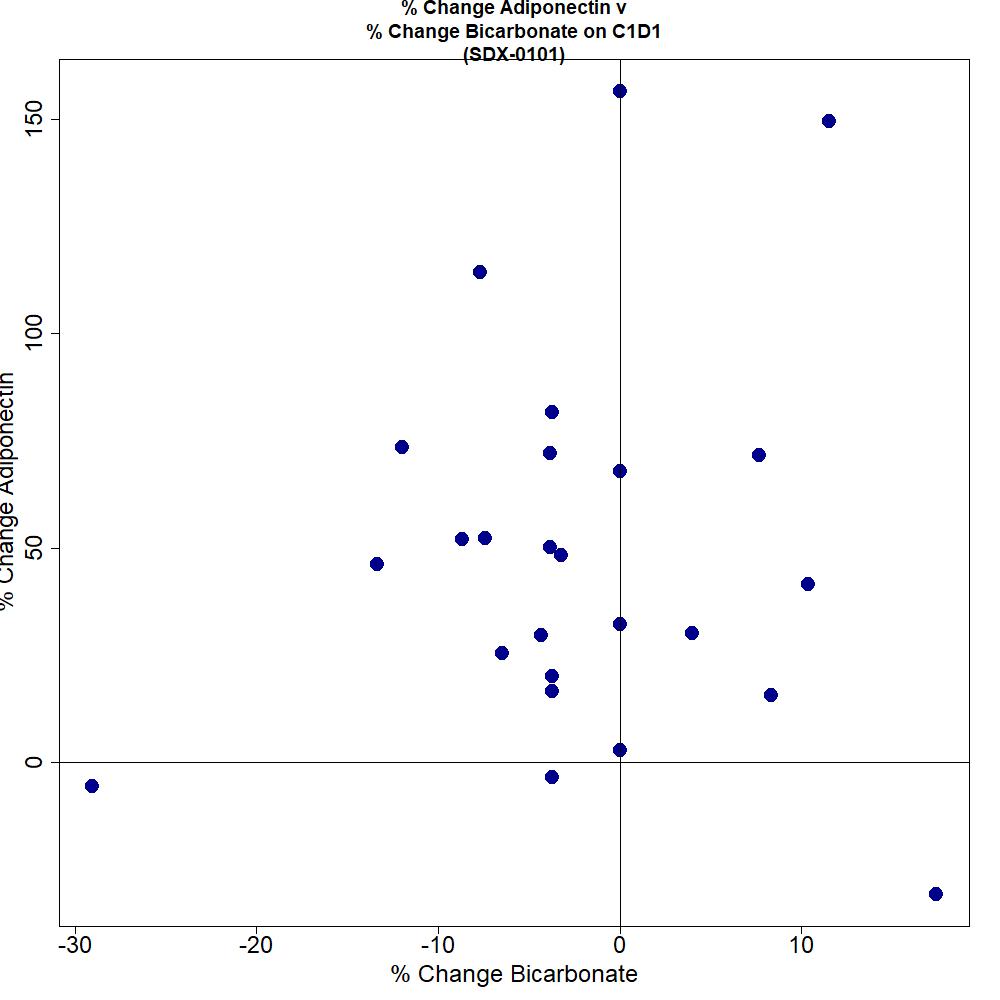 % Change Adiponectin v
% Change Bicarbonate on C1D1
(SDX-0101)
150
100
50
0
% Change Adiponectin
-30
-20
-10
0
10
% Change Bicarbonate